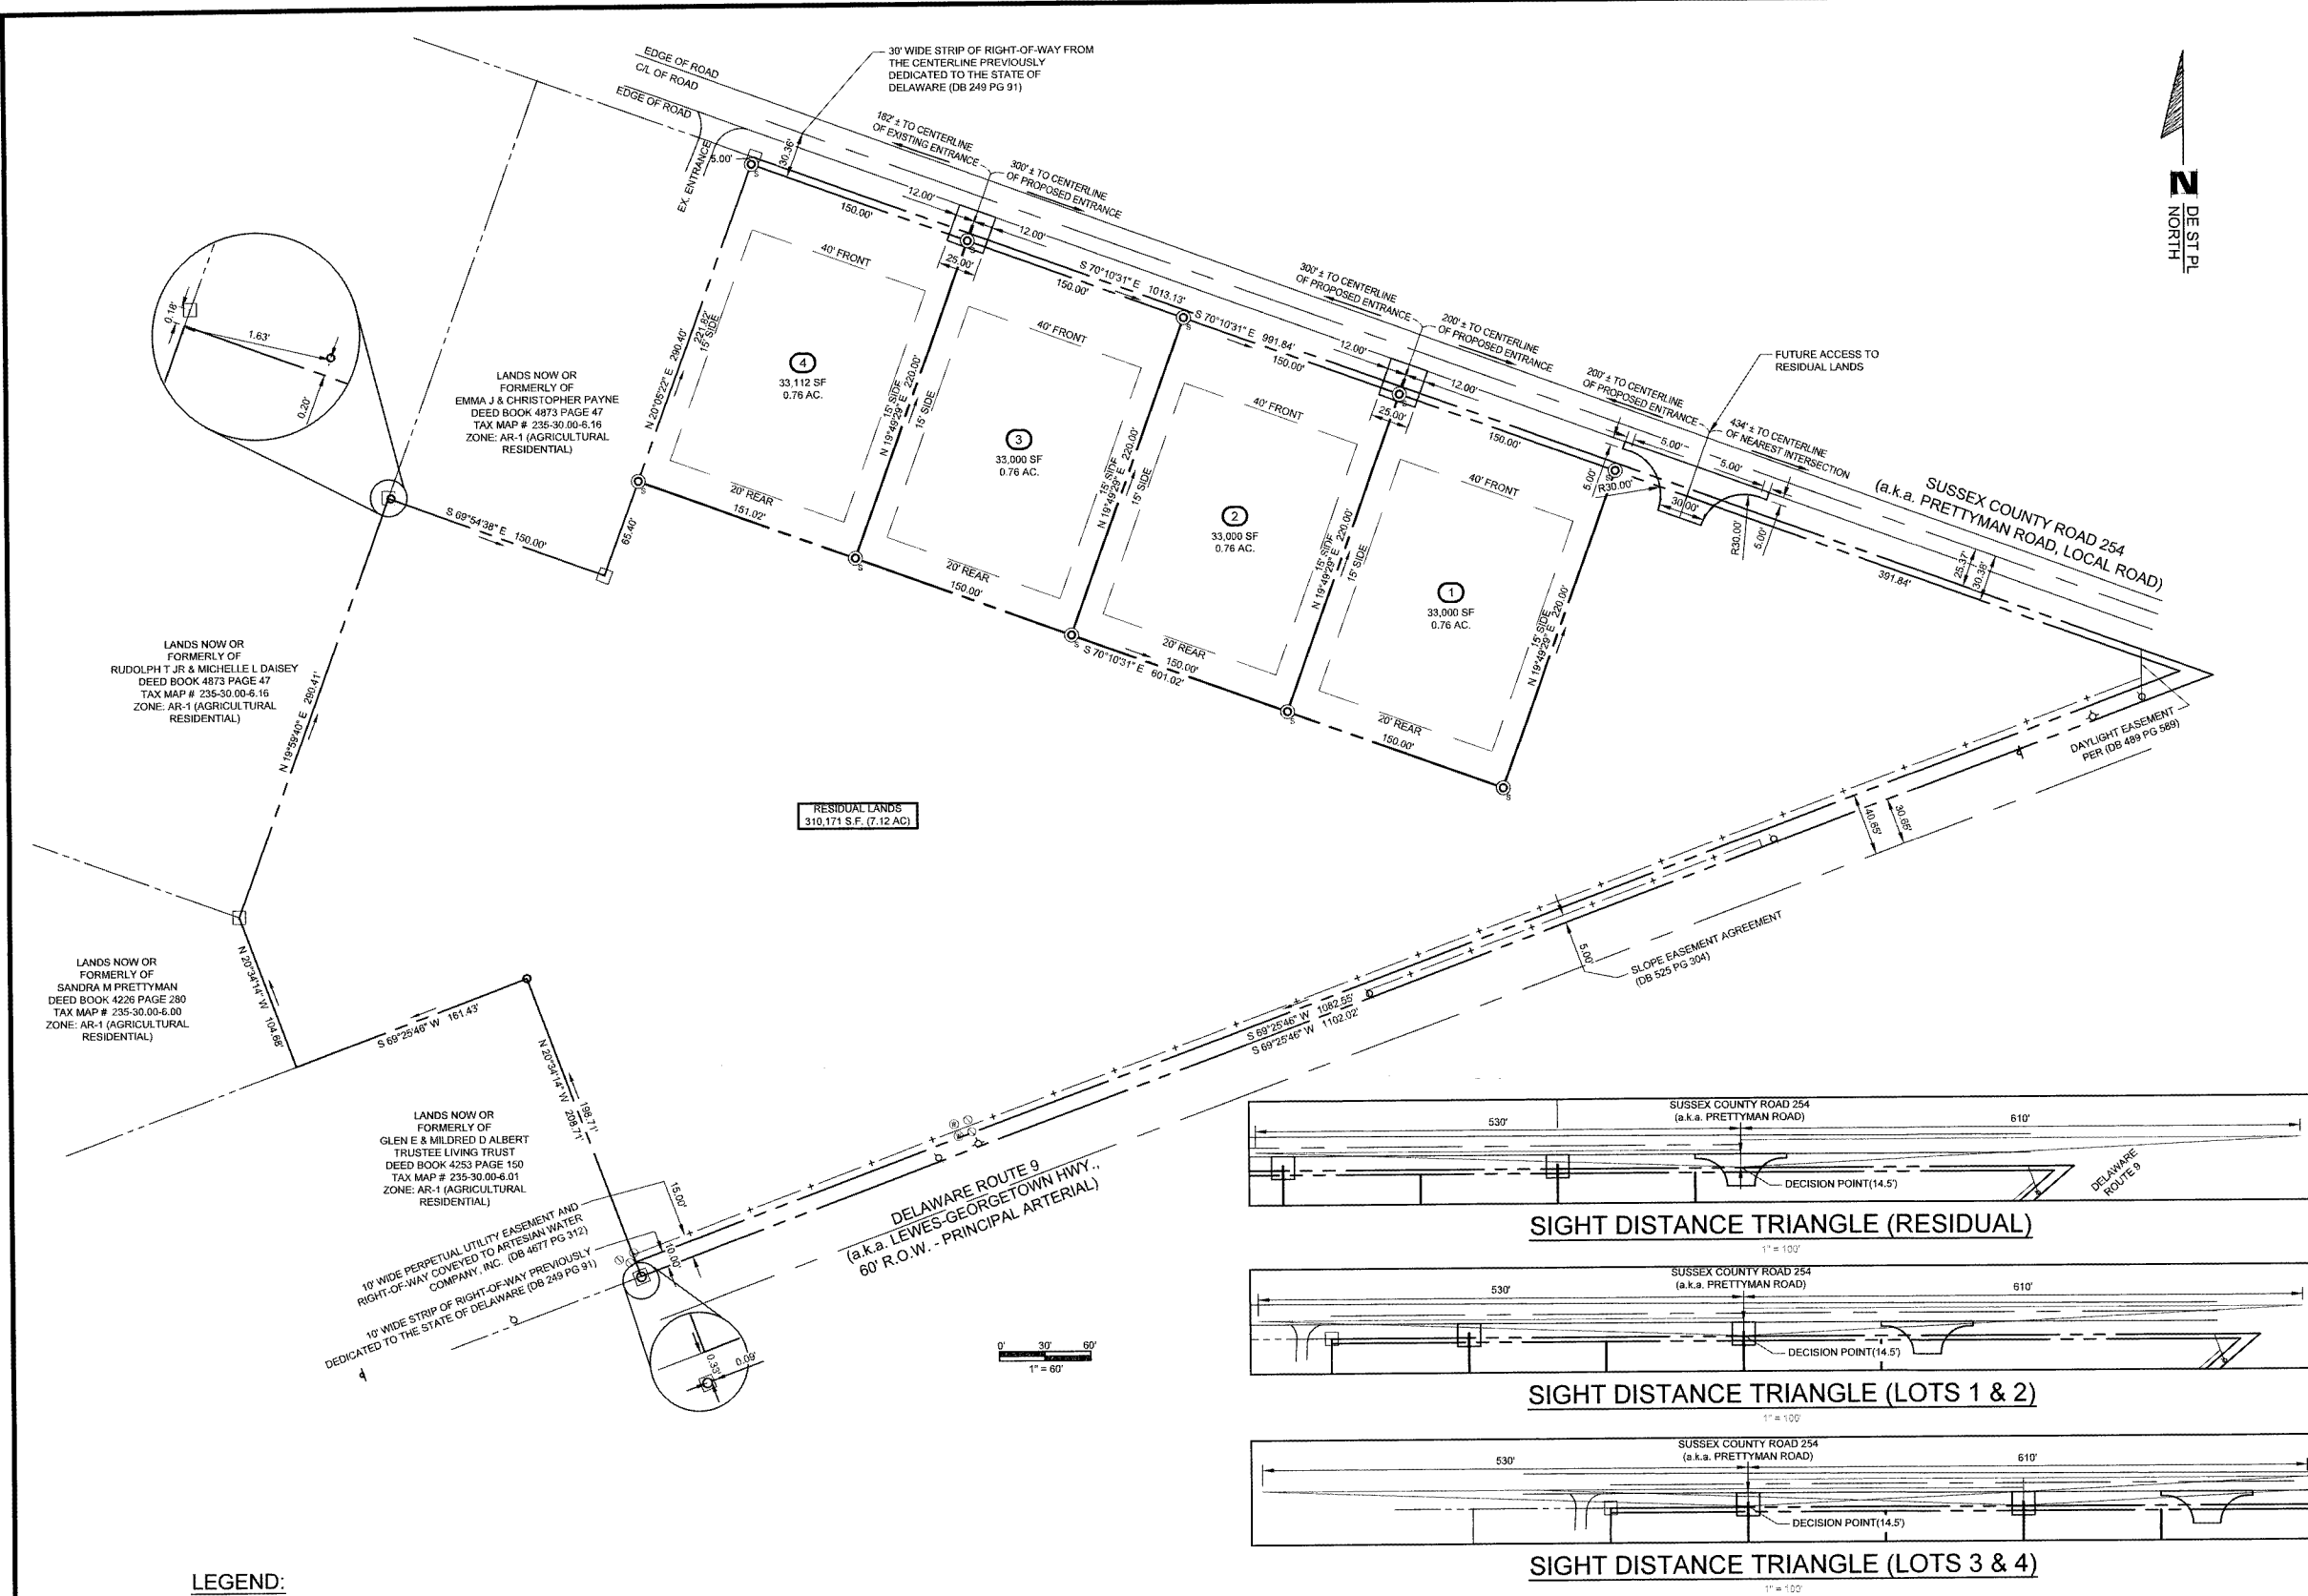 EDGE OF ROAD
C/L OF ROAD
EDGE OF ROAD
30' WIDE STRIP OF RIGHT-OF-WAY FROM
THE CENTERLINE PREVIOUSLY
DEDICATED TO THE STATE OF
DELAWARE (DB 249 PG 91)
182' ± TO CENTERLINE
OF EXISTING ENTRANCE
300' ± TO CENTERLINE
OF PROPOSED ENTRANCE
EX. ENTRANCE
5.00'
30.36'
12.00'
150.00'
12.00'
25.00'
S 70°10'31" E 1013.13'
150.00'
300' ± TO CENTERLINE
OF PROPOSED ENTRANCE
200' ± TO CENTERLINE
OF PROPOSED ENTRANCE
S 70°10'31" E 991.84'
150.00'
12.00'
12.00'
25.00'
150.00'
200' ± TO CENTERLINE
OF PROPOSED ENTRANCE
434' ± TO CENTERLINE
OF NEAREST INTERSECTION
FUTURE ACCESS TO
RESIDUAL LANDS
5.00'
5.00'
5.00'
R30.00'
30.00'
R30.00'
5.00'
SUSSEX COUNTY ROAD 254
(a.k.a. PRETTYMAN ROAD, LOCAL ROAD)
25.37'
30.38'
391.84'
N
DE ST PL
NORTH
0.18'
1.63'
0.20'
LANDS NOW OR
FORMERLY OF
EMMA J & CHRISTOPHER PAYNE
DEED BOOK 4873 PAGE 47
TAX MAP # 235-30.00-6.16
ZONE: AR-1 (AGRICULTURAL
RESIDENTIAL)
N 20°05'22" E 290.40'
221.82'
15' SIDE
40' FRONT
4
33,112 SF
0.76 AC.
20' REAR
151.02'
15' SIDE
N 19°49'29" E 220.00'
15' SIDE
40' FRONT
3
33,000 SF
0.76 AC.
20' REAR
150.00'
15' SIDE
N 19°49'29" E 220.00'
15' SIDE
40' FRONT
2
33,000 SF
0.76 AC.
20' REAR
150.00'
S 70°10'31" E 601.02'
15' SIDE
N 19°49'29" E 220.00'
15' SIDE
40' FRONT
1
33,000 SF
0.76 AC.
20' REAR
150.00'
15' SIDE
N 19°49'29" E 220.00'
S 69°54'38" E 150.00'
65.40'
LANDS NOW OR
FORMERLY OF
RUDOLPH T JR & MICHELLE L DAISEY
DEED BOOK 4873 PAGE 47
TAX MAP # 235-30.00-6.16
ZONE: AR-1 (AGRICULTURAL
RESIDENTIAL)
N 19°59'40" E 290.41'
RESIDUAL LANDS
310,171 S.F. (7.12 AC)
DAYLIGHT EASEMENT
PER (DB 489 PG 589)
40.65'
30.65'
5.00'
SLOPE EASEMENT AGREEMENT
(DB 525 PG 304)
LANDS NOW OR
FORMERLY OF
SANDRA M PRETTYMAN
DEED BOOK 4226 PAGE 280
TAX MAP # 235-30.00-6.00
ZONE: AR-1 (AGRICULTURAL
RESIDENTIAL)
N 20°34'14" W 104.68'
S 69°25'46" W 161.43'
N 20°34'14" W 208.71'
198.71'
S 69°25'46" W 1082.55'
S 69°25'46" W 1102.02'
LANDS NOW OR
FORMERLY OF
GLEN E & MILDRED D ALBERT
TRUSTEE LIVING TRUST
DEED BOOK 4253 PAGE 150
TAX MAP # 235-30.00-6.01
ZONE: AR-1 (AGRICULTURAL
RESIDENTIAL)
10' WIDE PERPETUAL UTILITY EASEMENT AND
RIGHT-OF-WAY COVEYED TO ARTESIAN WATER
COMPANY, INC. (DB 4677 PG 312)
10' WIDE STRIP OF RIGHT-OF-WAY PREVIOUSLY
DEDICATED TO THE STATE OF DELAWARE (DB 249 PG 91)
15.00'
10.00'
0.33'
0.09'
DELAWARE ROUTE 9
(a.k.a. LEWES-GEORGETOWN HWY.,
60' R.O.W. - PRINCIPAL ARTERIAL)
0' 30' 60'
1" = 60'
SUSSEX COUNTY ROAD 254
(a.k.a. PRETTYMAN ROAD)
530'
610'
DECISION POINT(14.5')
DELAWARE
ROUTE 9
SIGHT DISTANCE TRIANGLE (RESIDUAL)
1" = 100'
SUSSEX COUNTY ROAD 254
(a.k.a. PRETTYMAN ROAD)
530'
610'
DECISION POINT(14.5')
SIGHT DISTANCE TRIANGLE (LOTS 1 & 2)
1" = 100'
SUSSEX COUNTY ROAD 254
(a.k.a. PRETTYMAN ROAD)
530'
610'
DECISION POINT(14.5')
SIGHT DISTANCE TRIANGLE (LOTS 3 & 4)
1" = 100'
LEGEND: